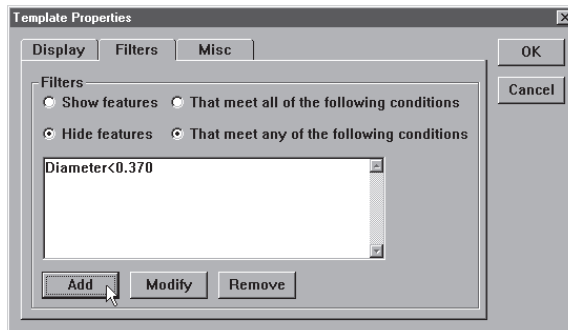 Template Properties
Display Filters Misc
OK
Cancel
Filters
Show features That meet all of the following conditions
Hide features That meet any of the following conditions
Diameter<0.370
Add Modify Remove